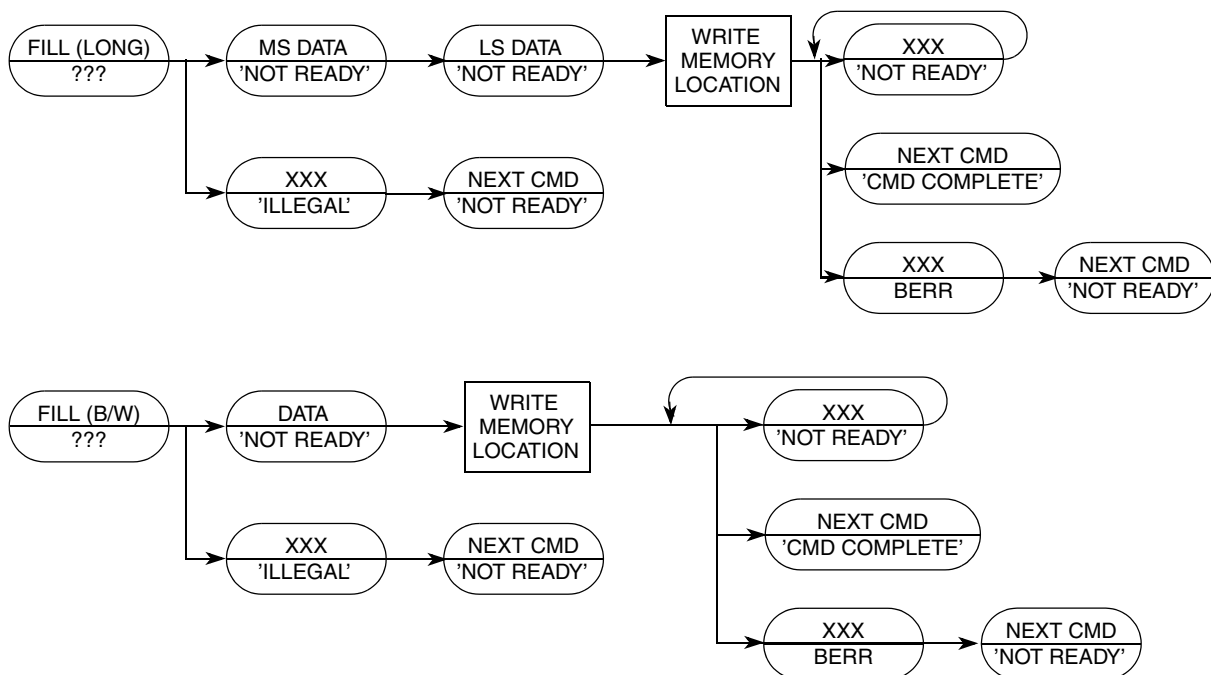 FILL (LONG)
???
MS DATA
'NOT READY'
LS DATA
'NOT READY'
WRITE
MEMORY
LOCATION
XXX
'NOT READY'
XXX
'ILLEGAL'
NEXT CMD
'NOT READY'
NEXT CMD
'CMD COMPLETE'
XXX
BERR
NEXT CMD
'NOT READY'
FILL (B/W)
???
DATA
'NOT READY'
WRITE
MEMORY
LOCATION
XXX
'NOT READY'
XXX
'ILLEGAL'
NEXT CMD
'NOT READY'
NEXT CMD
'CMD COMPLETE'
XXX
BERR
NEXT CMD
'NOT READY'